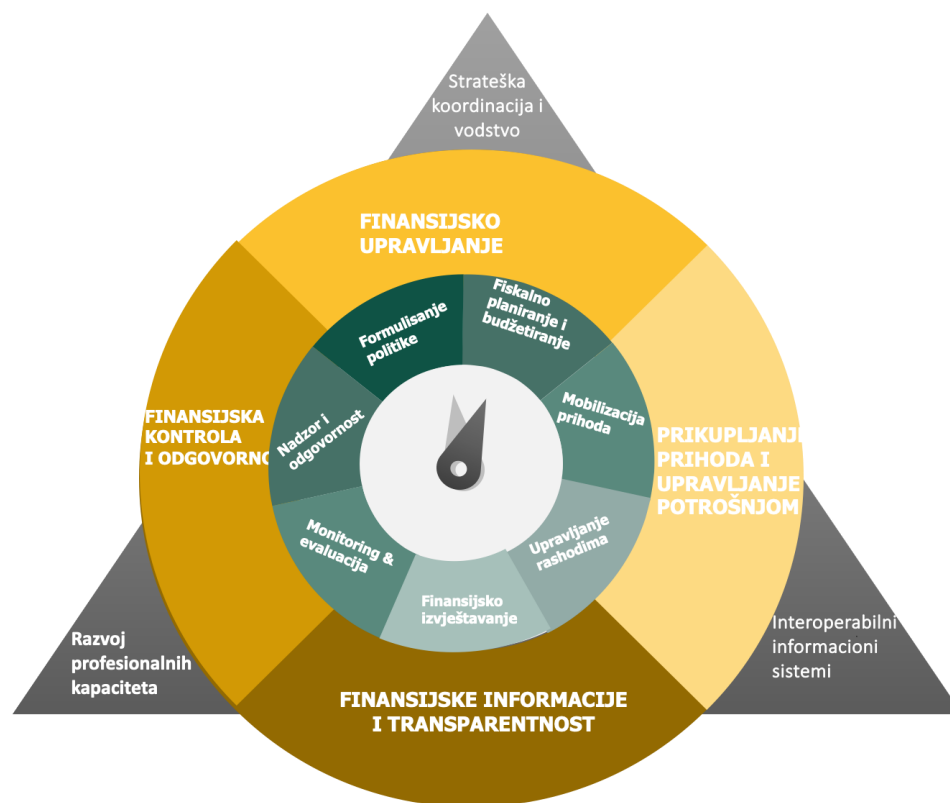 Strateška
koordinacija i
vodstvo
FINANSIJSKO
UPRAVLJANJE
Fiskalno
planiranje i
budžetiranje
Formulisanje
politike
Mobilizacija
prihoda
Nadzor i
odgovornost
FINANSIJSKA
KONTROLA
I ODGOVORNO
PRIKUPLJANJE
PRIHODA I
UPRAVLJANJE
POTROŠNJOM
Monitoring &
evaluacija
Upravljanje
rashodima
Finansijsko
izvještavanje
Razvoj
profesionalnih
kapaciteta
Interoperabilni
informacioni
sistemi
FINANSIJSKE INFORMACIJE
I TRANSPARENTNOST